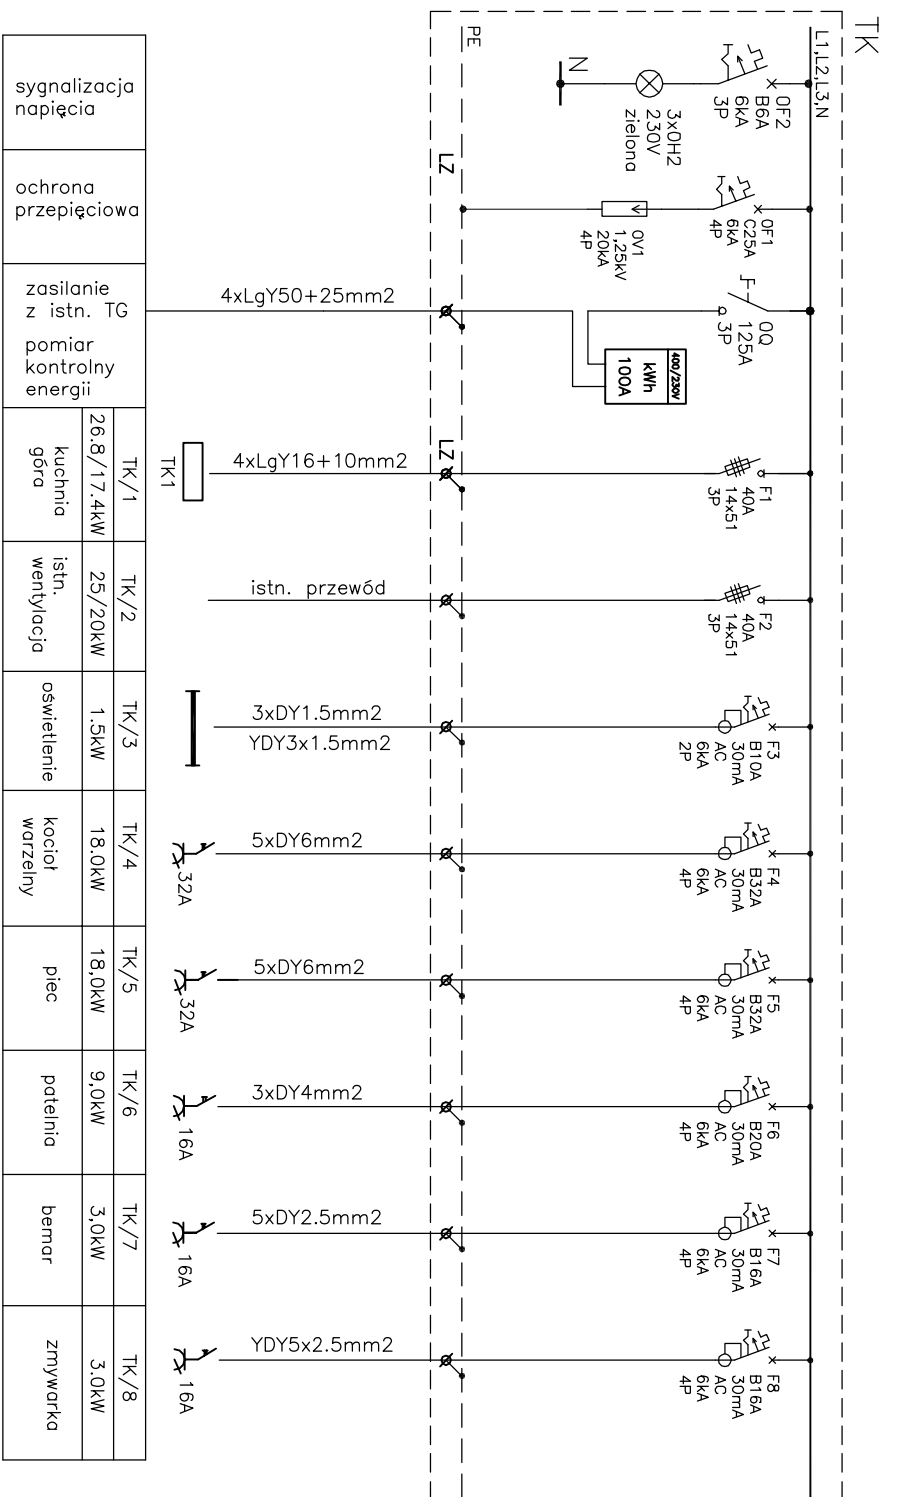 TK
L1,L2,L3,N
PE
0F2
B6A
6kA
3P
3x0H2
230V
zielona
N
sygnalizacja
napięcia
0F1
C25A
6kA
4P
0V1
1,25kV
20kA
4P
LZ
ochrona
przepięciowa
0Q
125A
3P
400/230V
kWh
100A
4xLgY50+25mm2
zasilanie
z istn. TG
pomiar
kontrolny
energii
F1
40A
14x51
3P
LZ
4xLgY16+10mm2
TK1
TK/1
26.8/17.4kW
kuchnia
góra
F2
40A
14x51
3P
istn. przewód
TK/2
25/20kW
istn.
wentylacja
F3
B10A
30mA
AC
6kA
2P
3xDY1.5mm2
YDY3x1.5mm2
TK/3
1.5kW
oświetlenie
F4
B32A
30mA
AC
6kA
4P
5xDY6mm2
32A
TK/4
18.0kW
kocioł
warzelny
F5
B32A
30mA
AC
6kA
4P
5xDY6mm2
32A
TK/5
18,0kW
piec
F6
B20A
30mA
AC
6kA
4P
3xDY4mm2
16A
TK/6
9,0kW
patelnia
F7
B16A
30mA
AC
6kA
4P
5xDY2.5mm2
16A
TK/7
3,0kW
bemar
F8
B16A
30mA
AC
6kA
4P
YDY5x2.5mm2
16A
TK/8
3.0kW
zmywarka